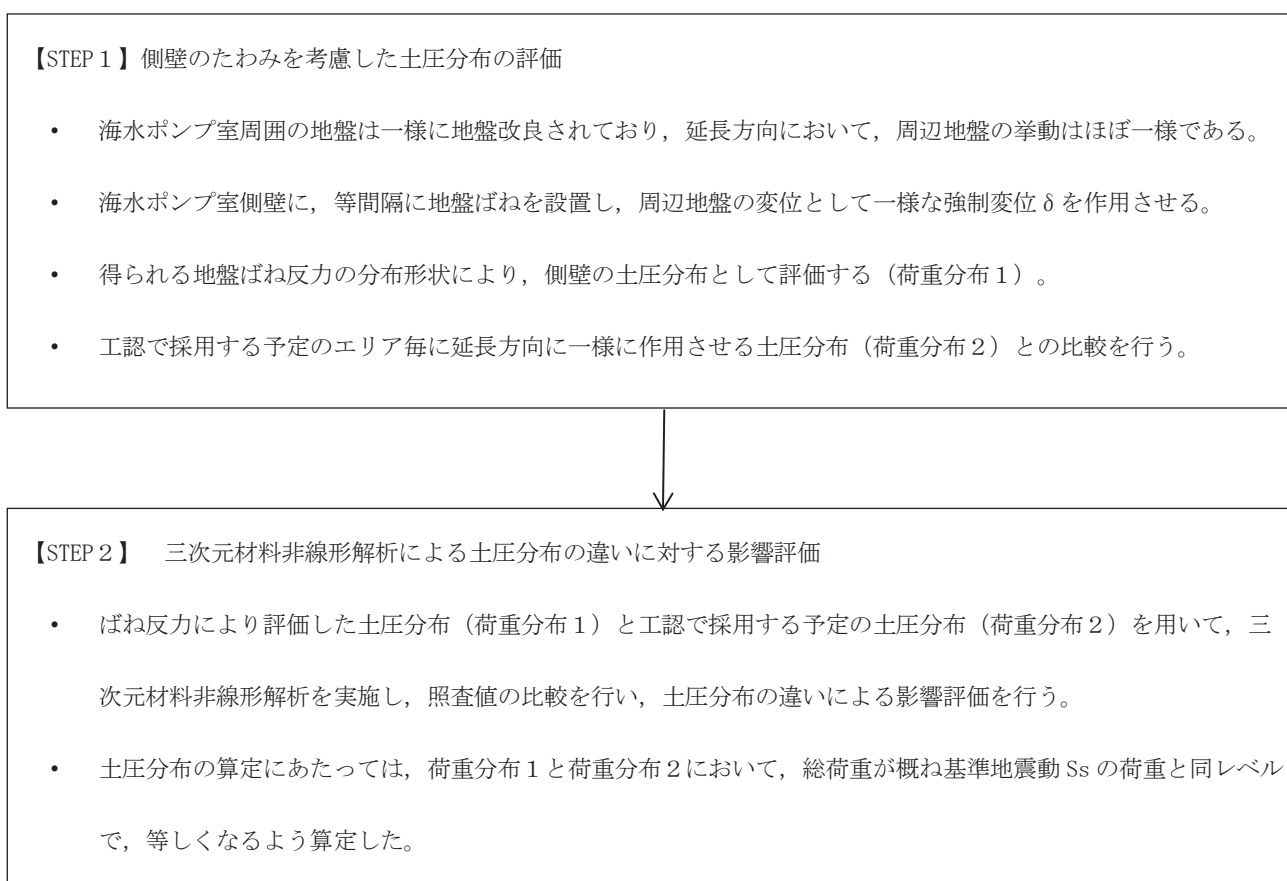 【STEP１】側壁のたわみを考慮した土圧分布の評価
• 海水ポンプ室周囲の地盤は一様に地盤改良されており，延長方向において，周辺地盤の挙動はほぼ一様である。
• 海水ポンプ室側壁に，等間隔に地盤ばねを設置し，周辺地盤の変位として一様な強制変位δを作用させる。
• 得られる地盤ばね反力の分布形状により，側壁の土圧分布として評価する（荷重分布１）。
• 工認で採用する予定のエリア毎に延長方向に一様に作用させる土圧分布（荷重分布２）との比較を行う。
【STEP２】　三次元材料非線形解析による土圧分布の違いに対する影響評価
• ばね反力により評価した土圧分布（荷重分布１）と工認で採用する予定の土圧分布（荷重分布２）を用いて，三
次元材料非線形解析を実施し，照査値の比較を行い，土圧分布の違いによる影響評価を行う。
• 土圧分布の算定にあたっては，荷重分布１と荷重分布２において，総荷重が概ね基準地震動 Ss の荷重と同レベル
で，等しくなるよう算定した。